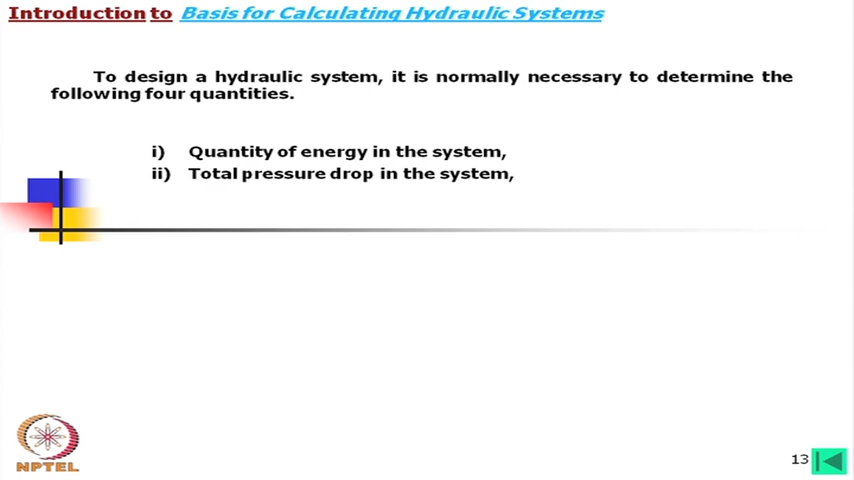 Introduction to Basis for Calculating Hydraulic Systems
To design a hydraulic system, it is normally necessary to determine the
following four quantities.
i) Quantity of energy in the system,
ii) Total pressure drop in the system,
NPTEL
13